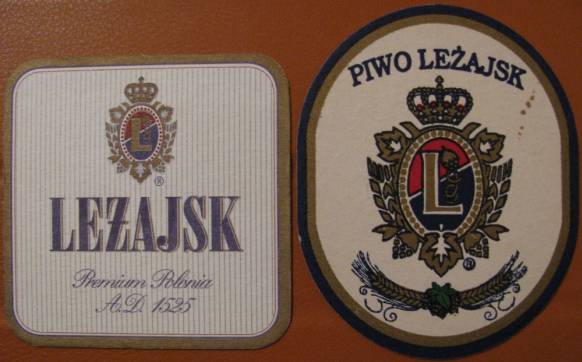 L
®
LEŻAJSK
Premium Polonia
A.D. 1525
PIWO LEŻAJSK
L
®